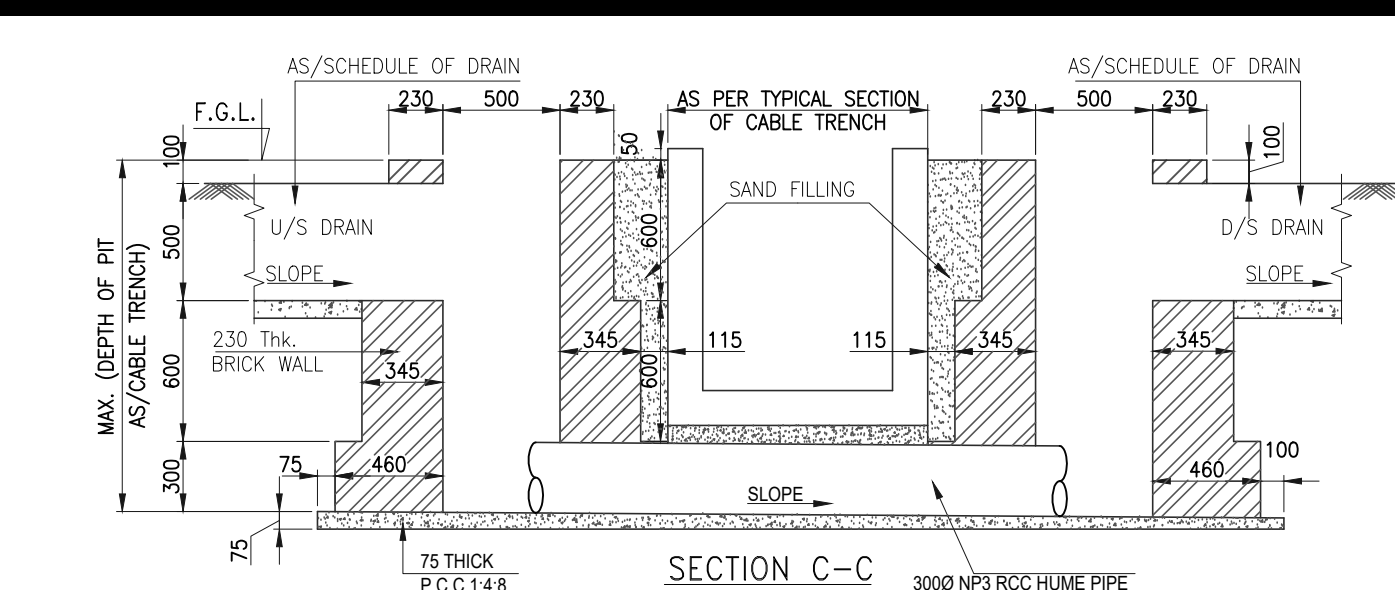 AS/SCHEDULE OF DRAIN
AS/SCHEDULE OF DRAIN
230
500
230
AS PER TYPICAL SECTION
OF CABLE TRENCH
230
500
230
F.G.L.
100
50
100
SAND FILLING
U/S DRAIN
D/S DRAIN
500
600
SLOPE
SLOPE
MAX. (DEPTH OF PIT
AS/CABLE TRENCH)
230 Thk.
BRICK WALL
345
115
115
345
345
345
600
600
100
75
460
460
300
SLOPE
75
75 THICK
P.C.C 1:4:8
SECTION C-C
300Ø NP3 RCC HUME PIPE